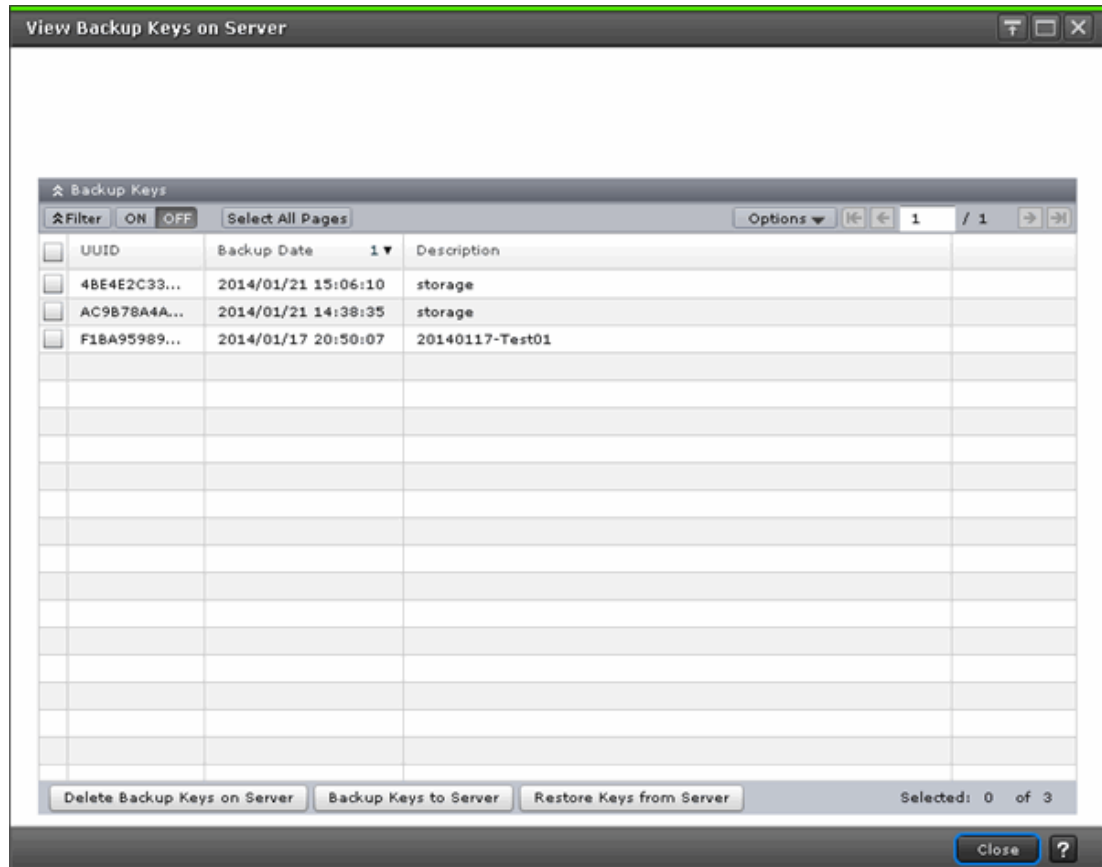 View Backup Keys on Server
Backup Keys
Filter ON OFF Select All Pages Options 1 / 1
UUID Backup Date 1 Description
4BE4E2C33... 2014/01/21 15:06:10 storage
AC9B78A4A... 2014/01/21 14:38:35 storage
F1BA95989... 2014/01/17 20:50:07 20140117-Test01
Delete Backup Keys on Server Backup Keys to Server Restore Keys from Server Selected: 0 of 3
Close ?